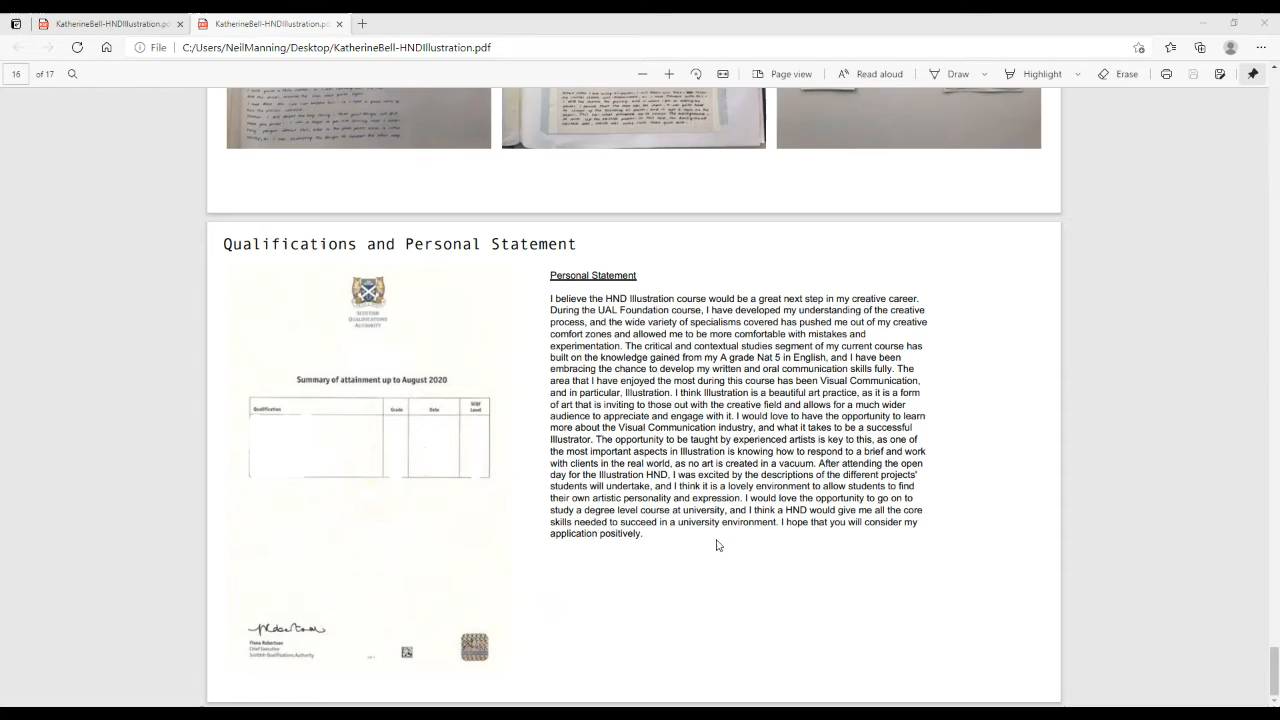 KatherineBell-HNDIllustration.pd
KatherineBell-HNDIllustration.pd
File C:/Users/NeilManning/Desktop/KatherineBell-HNDIllustration.pdf
16 of 17
Page view
Read aloud
Draw
Highlight
Erase
Qualifications and Personal Statement
SCOTTISH
QUALIFICATIONS
AUTHORITY
Summary of attainment up to August 2020
Qualification Grade Date SCQF
Level
Fiona Robertson
Chief Executive
Scottish Qualifications Authority
Personal Statement
I believe the HND Illustration course would be a great next step in my creative career.
During the UAL Foundation course, I have developed my understanding of the creative
process, and the wide variety of specialisms covered has pushed me out of my creative
comfort zones and allowed me to be more comfortable with mistakes and
experimentation. The critical and contextual studies segment of my current course has
built on the knowledge gained from my A grade Nat 5 in English, and I have been
embracing the chance to develop my written and oral communication skills fully. The
area that I have enjoyed the most during this course has been Visual Communication,
and in particular, Illustration. I think Illustration is a beautiful art practice, as it is a form
of art that is inviting to those out with the creative field and allows for a much wider
audience to appreciate and engage with it. I would love to have the opportunity to learn
more about the Visual Communication industry, and what it takes to be a successful
Illustrator. The opportunity to be taught by experienced artists is key to this, as one of
the most important aspects in Illustration is knowing how to respond to a brief and work
with clients in the real world, as no art is created in a vacuum. After attending the open
day for the Illustration HND, I was excited by the descriptions of the different projects'
students will undertake, and I think it is a lovely environment to allow students to find
their own artistic personality and expression. I would love the opportunity to go on to
study a degree level course at university, and I think a HND would give me all the core
skills needed to succeed in a university environment. I hope that you will consider my
application positively.